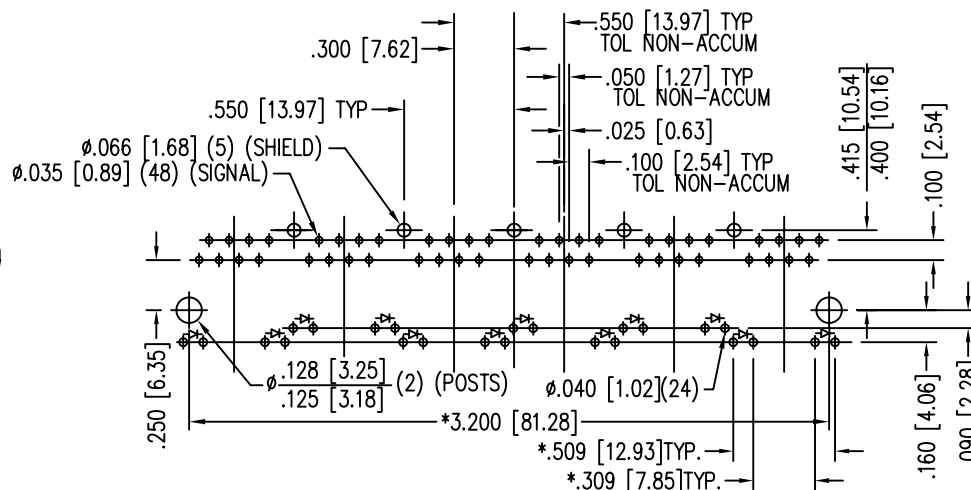 .550 [13.97] TYP
TOL NON-ACCUM
.300 [7.62]
.050 [1.27] TYP
TOL NON-ACCUM
.550 [13.97] TYP
.025 [0.63]
ø.066 [1.68] (5) (SHIELD)
.100 [2.54] TYP
TOL NON-ACCUM
ø.035 [0.89] (48) (SIGNAL)
.415 [10.54]
.400 [10.16]
.100 [2.54]
.250 [6.35]
ø.128 [3.25]
.125 [3.18]
(2) (POSTS)
ø.040 [1.02](24)
*3.200 [81.28]
*.509 [12.93]TYP.
*.309 [7.85]TYP.
.160 [4.06]
.090 [2.28]